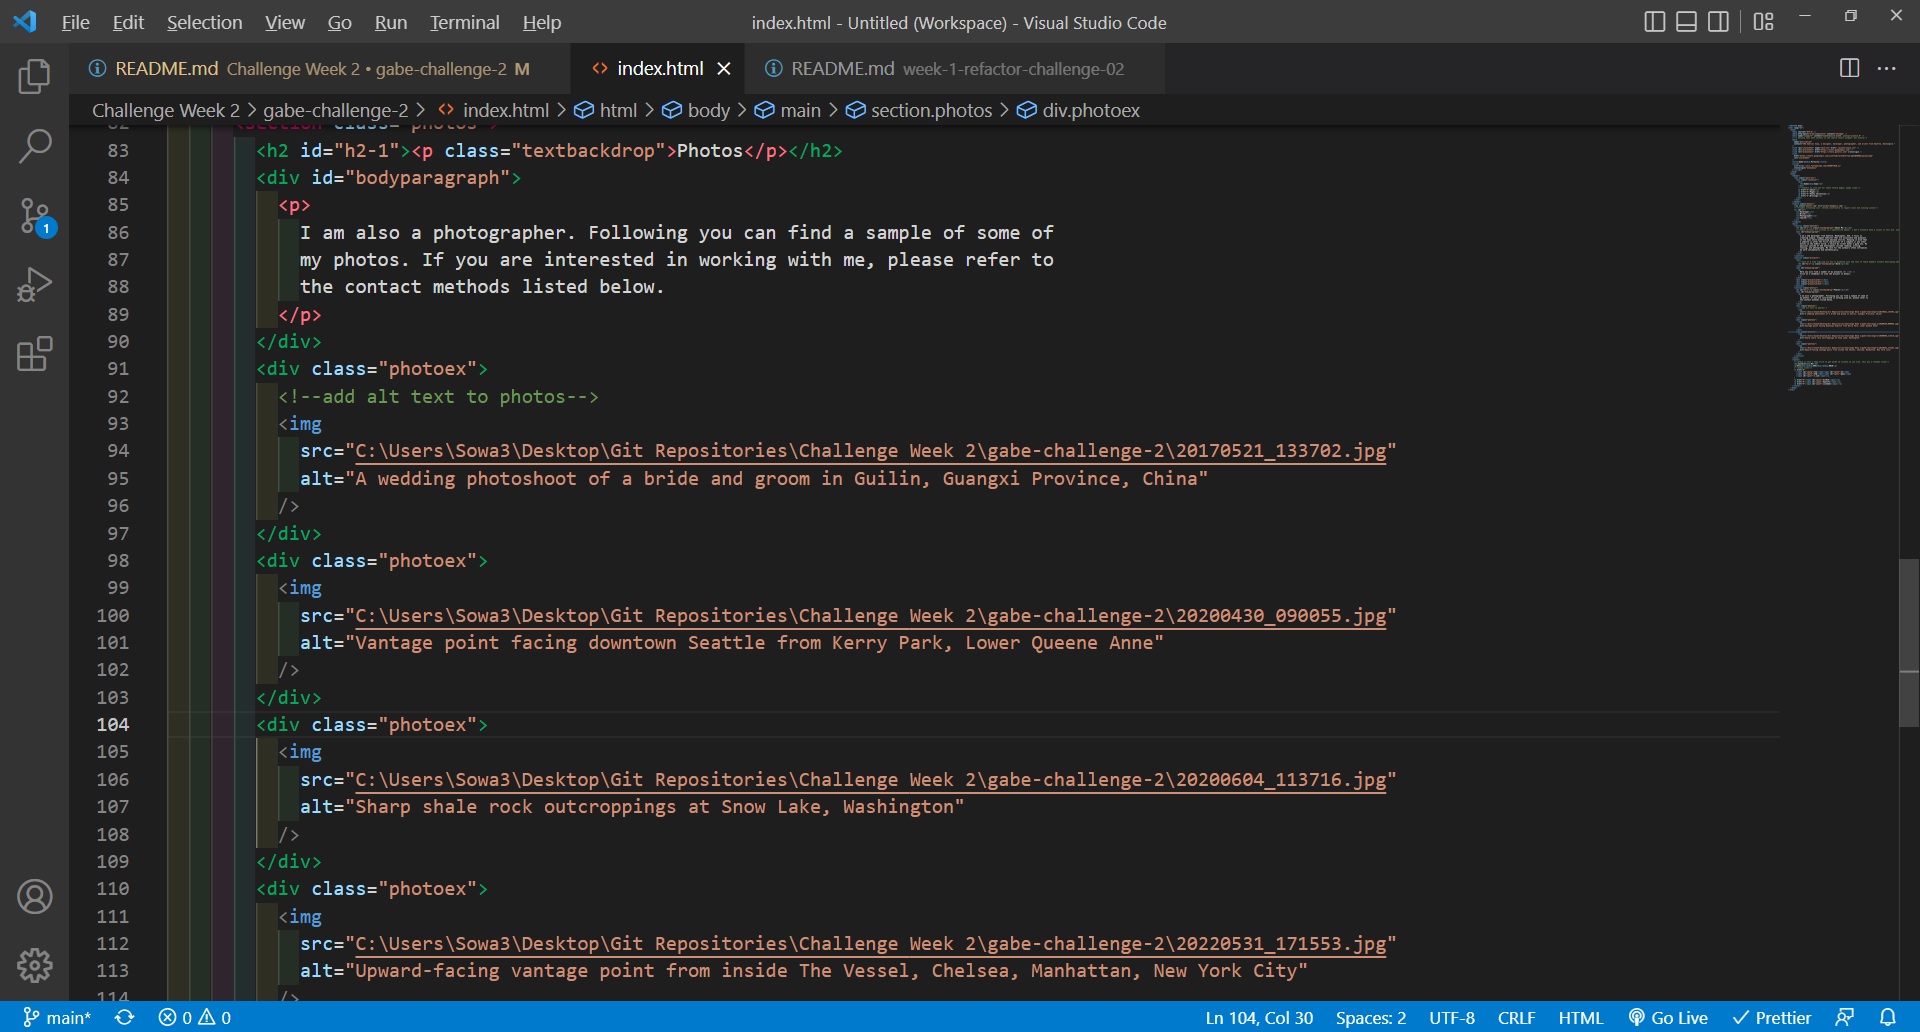 File Edit Selection View Go Run Terminal Help
index.html - Untitled (Workspace) - Visual Studio Code
README.md Challenge Week 2 • gabe-challenge-2 M
index.html
README.md week-1-refactor-challenge-02
Challenge Week 2 > gabe-challenge-2 > index.html > html > body > main > section.photos > div.photoex
82 <section class="photos">
83 <h2 id="h2-1"><p class="textbackdrop">Photos</p></h2>
84 <div id="bodyparagraph">
85 <p>
86 I am also a photographer. Following you can find a sample of some of
87 my photos. If you are interested in working with me, please refer to
88 the contact methods listed below.
89 </p>
90 </div>
91 <div class="photoex">
92 <!--add alt text to photos-->
93 <img
94 src="C:\Users\Sowa3\Desktop\Git Repositories\Challenge Week 2\gabe-challenge-2\20170521_133702.jpg"
95 alt="A wedding photoshoot of a bride and groom in Guilin, Guangxi Province, China"
96 />
97 </div>
98 <div class="photoex">
99 <img
100 src="C:\Users\Sowa3\Desktop\Git Repositories\Challenge Week 2\gabe-challenge-2\20200430_090055.jpg"
101 alt="Vantage point facing downtown Seattle from Kerry Park, Lower Queene Anne"
102 />
103 </div>
104 <div class="photoex">
105 <img
106 src="C:\Users\Sowa3\Desktop\Git Repositories\Challenge Week 2\gabe-challenge-2\20200604_113716.jpg"
107 alt="Sharp shale rock outcroppings at Snow Lake, Washington"
108 />
109 </div>
110 <div class="photoex">
111 <img
112 src="C:\Users\Sowa3\Desktop\Git Repositories\Challenge Week 2\gabe-challenge-2\20220531_171553.jpg"
113 alt="Upward-facing vantage point from inside The Vessel, Chelsea, Manhattan, New York City"
114 />
1
main* 0 0 Ln 104, Col 30 Spaces: 2 UTF-8 CRLF HTML Go Live Prettier